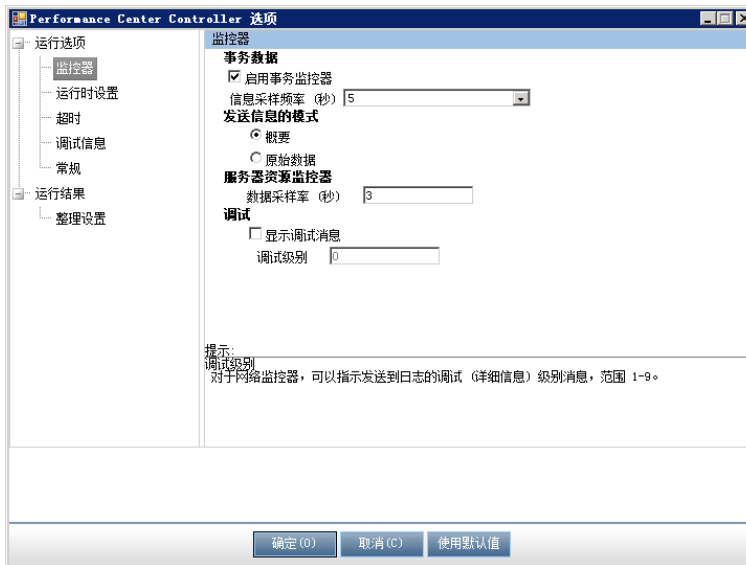 Performance Center Controller 选项
运行选项
监控器
运行时设置
超时
调试信息
常规
运行结果
整理设置
监控器
事务数据
启用事务监控器
信息采样频率 (秒) 5
发送信息的模式
概要
原始数据
服务器资源监控器
数据采样率 (秒) 3
调试
显示调试消息
调试级别 0
提示:
调试级别
对于网络监控器，可以指示发送到日志的调试 (详细信息) 级别消息，范围 1-9。
确定(O) 取消(C) 使用默认值